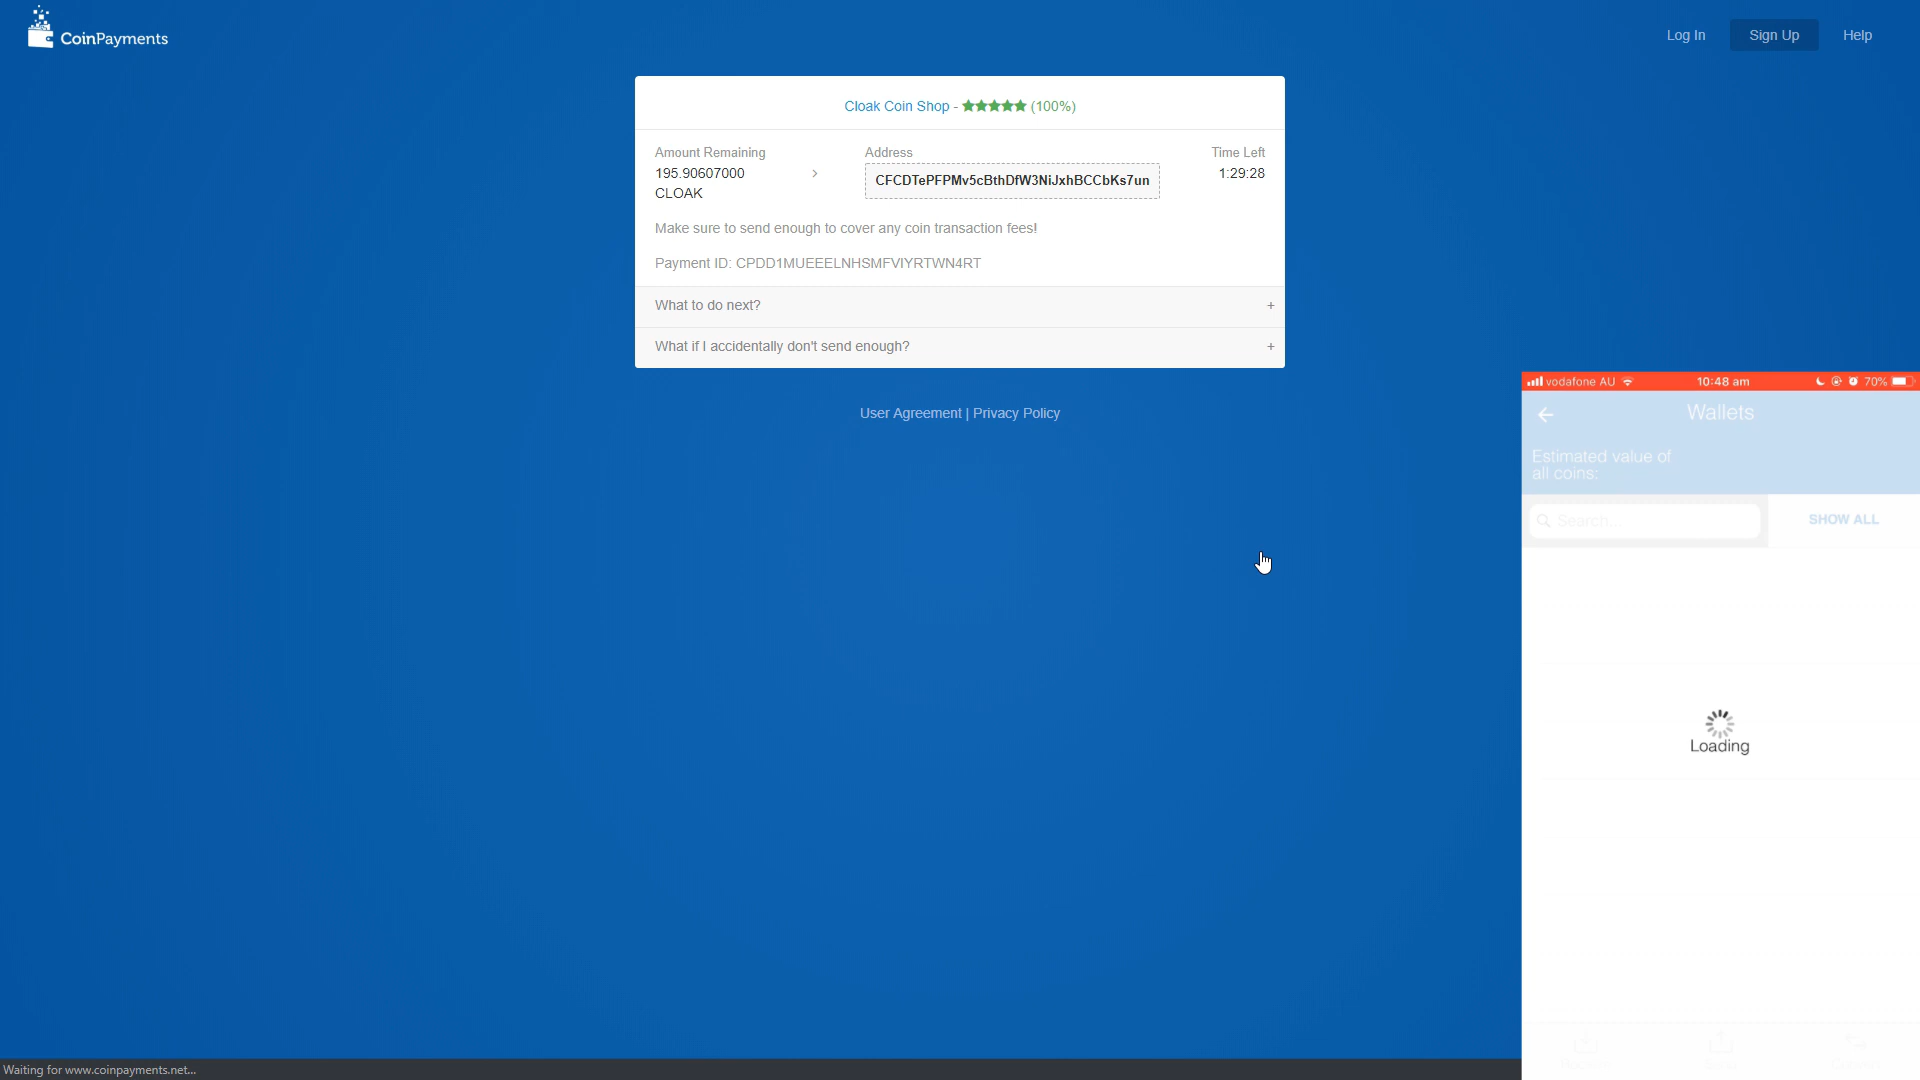 CoinPayments
Log In
Sign Up
Help
Cloak Coin Shop - ★★★★★ (100%)
Amount Remaining
195.90607000
CLOAK
Address
CFCDTePFPMv5cBthDfW3NiJxhBCCbKs7un
Time Left
1:29:28
Make sure to send enough to cover any coin transaction fees!
Payment ID: CPDD1MUEEELNHSMFVIYRTWN4RT
What to do next? +
What if I accidentally don't send enough? +
User Agreement | Privacy Policy
vodafone AU 10:48 am 70%
Wallets
Estimated value of
all coins:
Search...
SHOW ALL
Loading
Waiting for www.coinpayments.net...